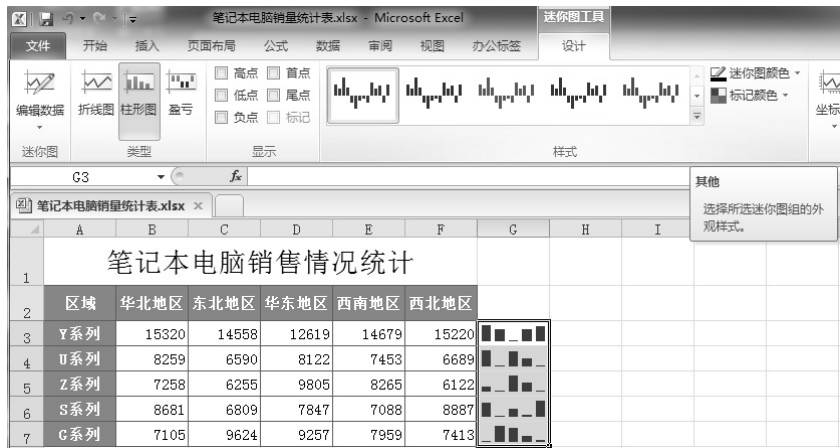 笔记本电脑销量统计表.xlsx - Microsoft Excel
迷你图工具
文件 开始 插入 页面布局 公式 数据 审阅 视图 办公标签 设计
编辑数据 折线图 柱形图 盈亏
高点 首点
低点 尾点
负点 标记
迷你图颜色
标记颜色
坐标
迷你图 类型 显示 样式
G3 fx
其他
选择所选迷你图组的外
观样式。
笔记本电脑销量统计表.xlsx ×
A B C D E F G H I
1 笔记本电脑销售情况统计
2 区域 华北地区 东北地区 华东地区 西南地区 西北地区
3 Y系列 15320 14558 12619 14679 15220
4 U系列 8259 6590 8122 7453 6689
5 Z系列 7258 6255 9805 8265 6122
6 S系列 8681 6809 7847 7088 8887
7 G系列 7105 9624 9257 7959 7413